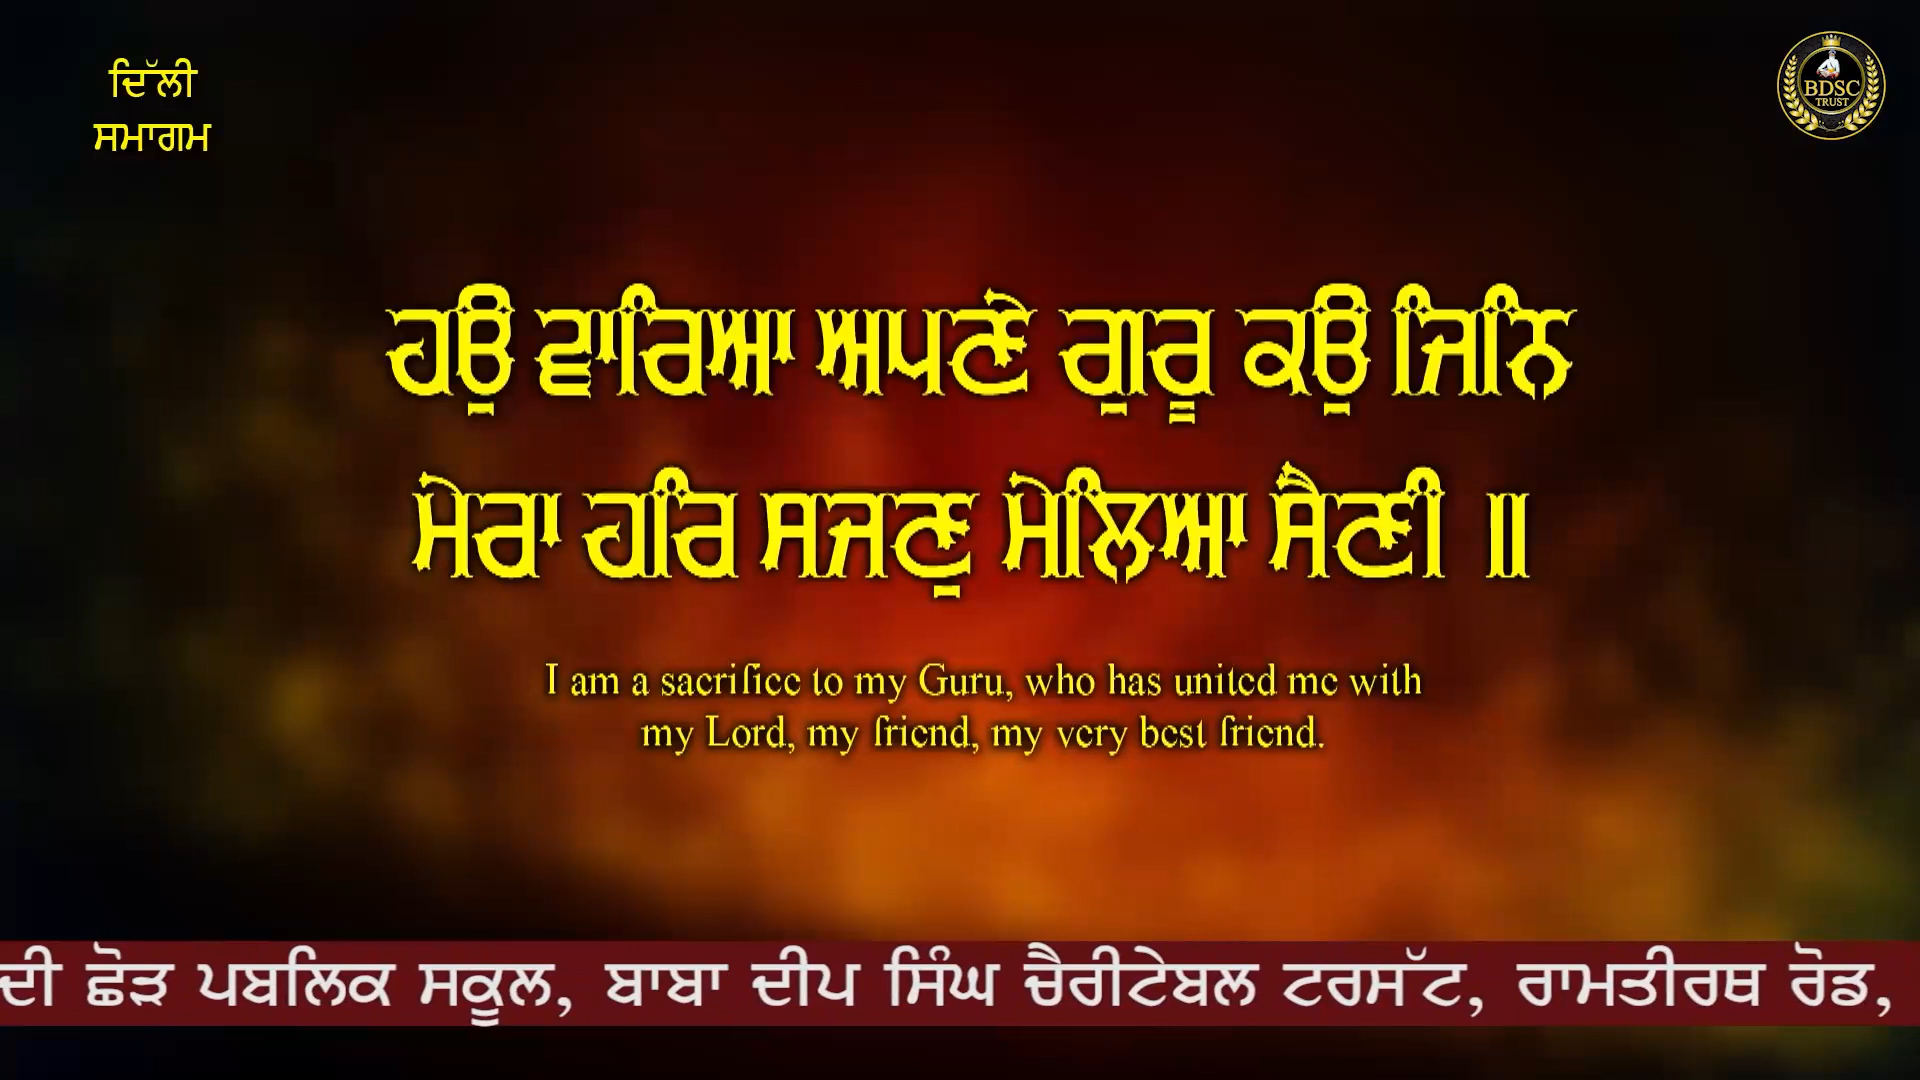 ਦਿੱਲੀ
ਸਮਾਗਮ
BDSC
TRUST
ਹਉ ਵਾਰਿਆ ਅਪਣੇ ਗੁਰੂ ਕਉ ਜਿਨਿ
ਮੇਰਾ ਹਰਿ ਸਜਣੁ ਮੇਲਿਆ ਸੈਣੀ ॥
I am a sacrifice to my Guru, who has united me with
my Lord, my friend, my very best friend.
ਦੀ ਛੋੜ ਪਬਲਿਕ ਸਕੂਲ, ਬਾਬਾ ਦੀਪ ਸਿੰਘ ਚੈਰੀਟੇਬਲ ਟਰਸੱਟ, ਰਾਮਤੀਰਥ ਰੋਡ,